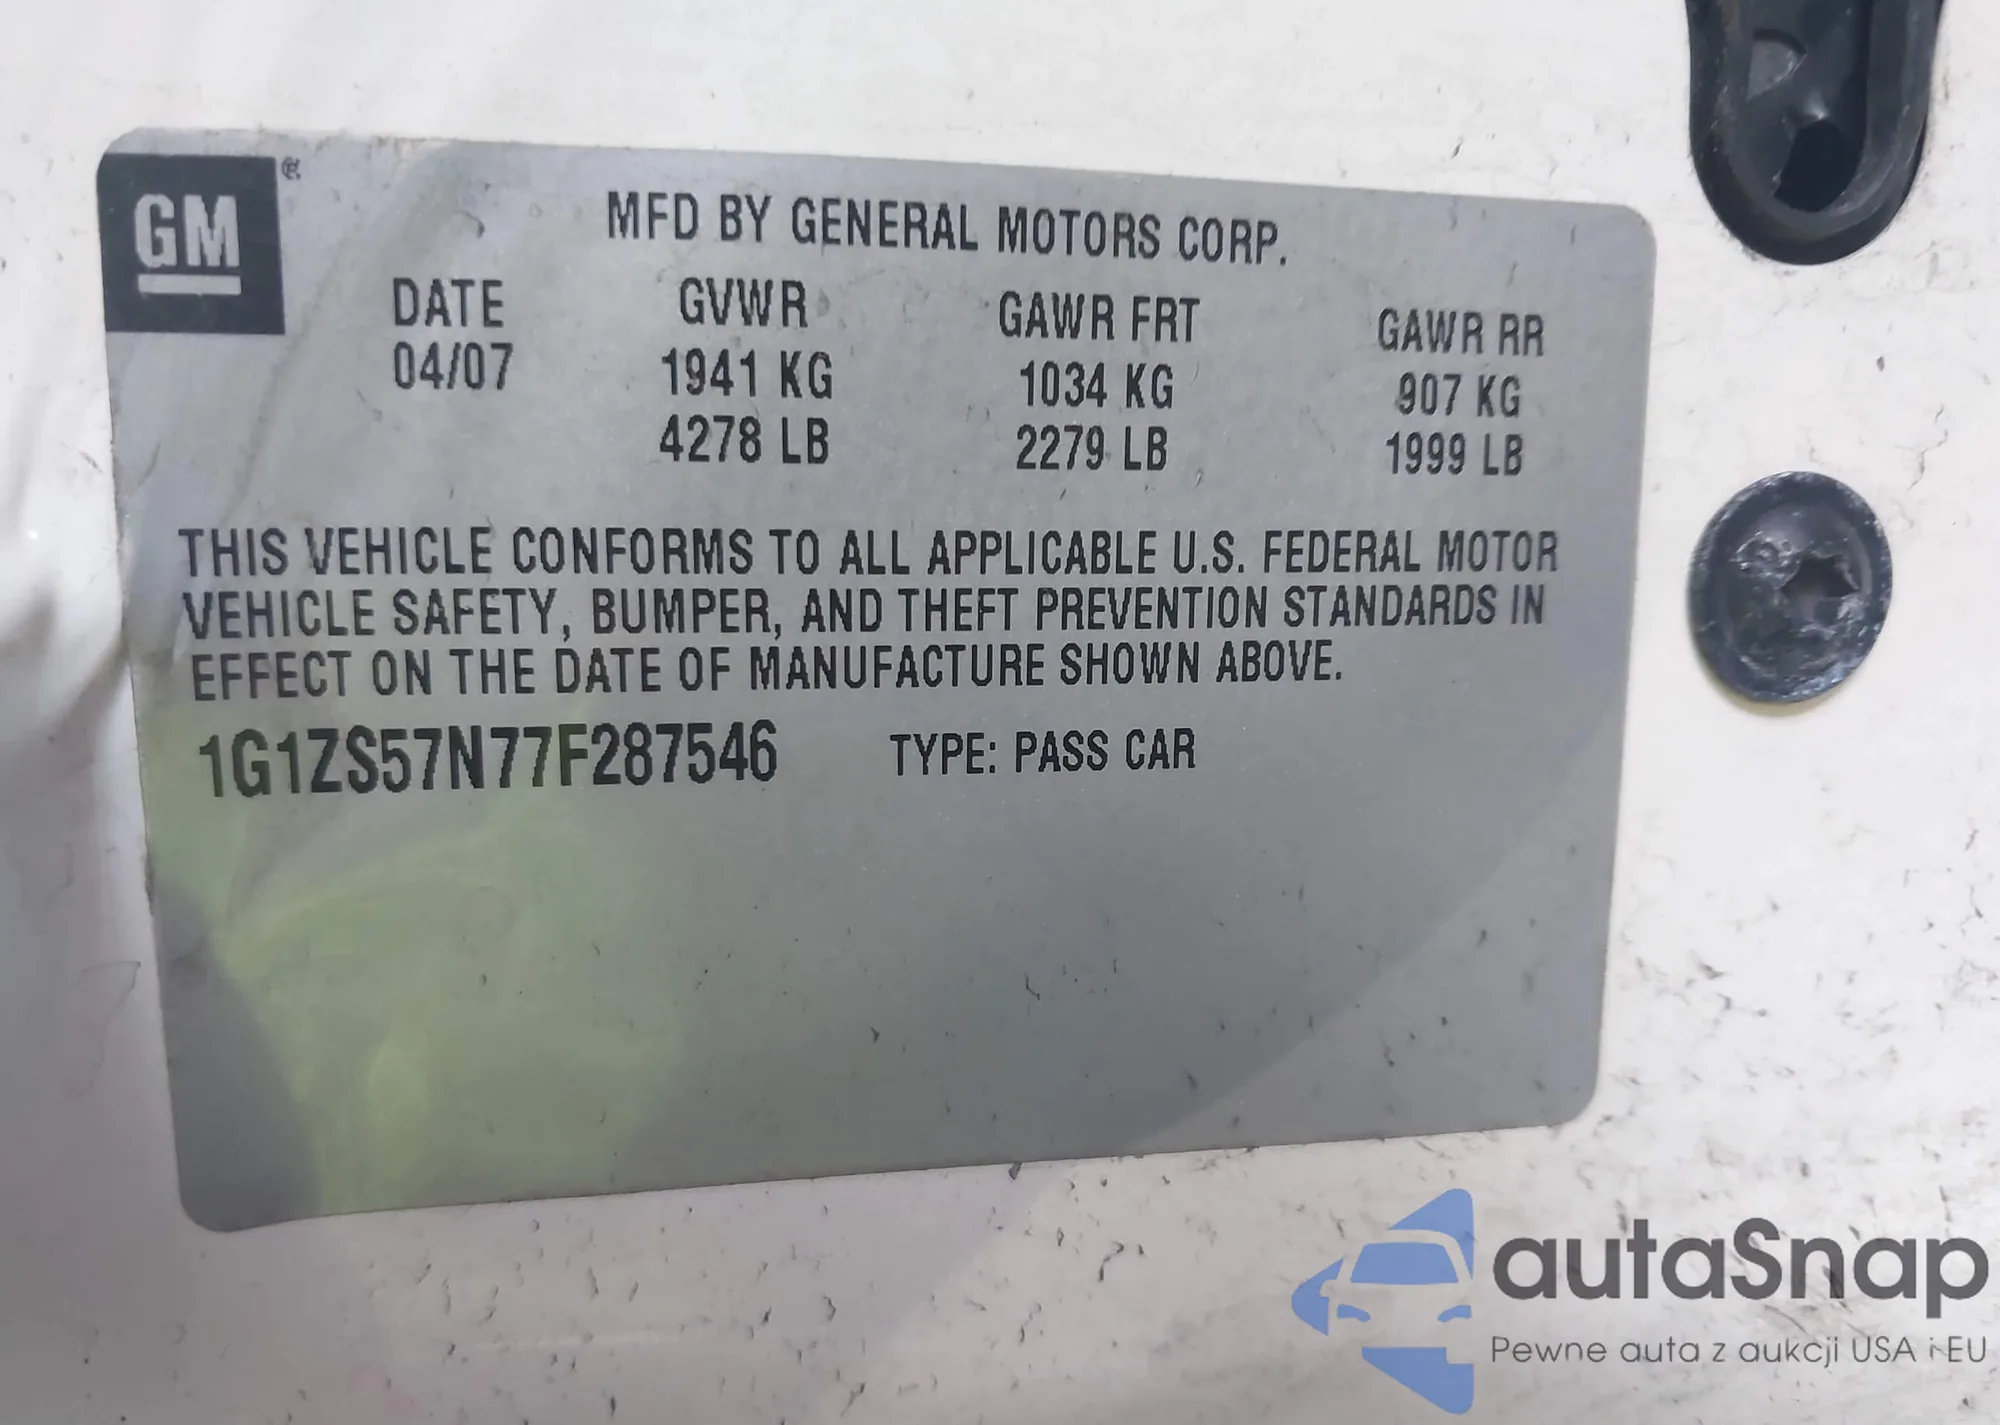 GM
MFD BY GENERAL MOTORS CORP.
DATE GVWR GAWR FRT GAWR RR
04/07 1941 KG 1034 KG 907 KG
4278 LB 2279 LB 1999 LB
THIS VEHICLE CONFORMS TO ALL APPLICABLE U.S. FEDERAL MOTOR
VEHICLE SAFETY, BUMPER, AND THEFT PREVENTION STANDARDS IN
EFFECT ON THE DATE OF MANUFACTURE SHOWN ABOVE.
1G1ZS57N77F287546 TYPE: PASS CAR
autaSnap
Pewne auta z aukcji USA i EU